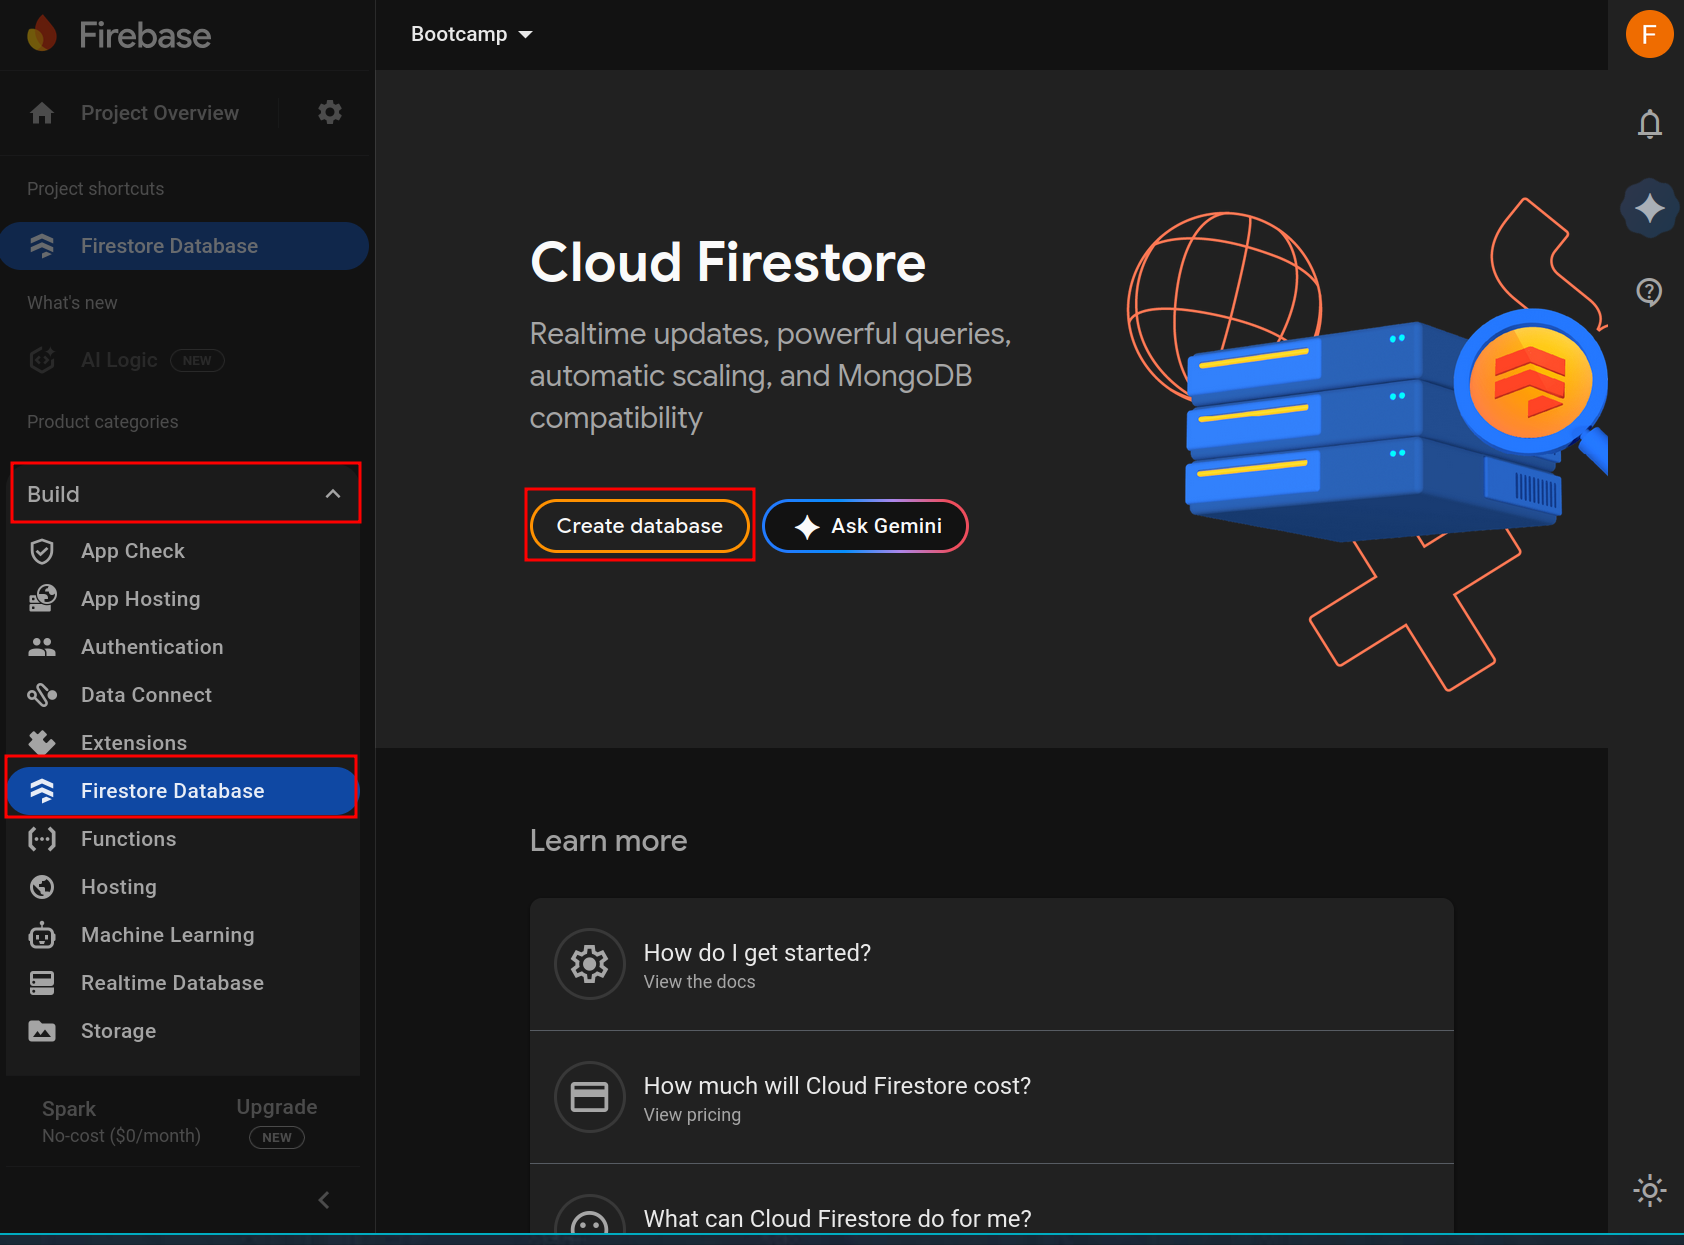 Firebase
Project Overview
Project shortcuts
Firestore Database
What's new
AI Logic NEW
Product categories
Build
App Check
App Hosting
Authentication
Data Connect
Extensions
Firestore Database
Functions
Hosting
Machine Learning
Realtime Database
Storage
Spark
No-cost ($0/month)
Upgrade
NEW
Bootcamp
F
Cloud Firestore
Realtime updates, powerful queries,
automatic scaling, and MongoDB
compatibility
Create database
Ask Gemini
Learn more
How do I get started?
View the docs
How much will Cloud Firestore cost?
View pricing
What can Cloud Firestore do for me?